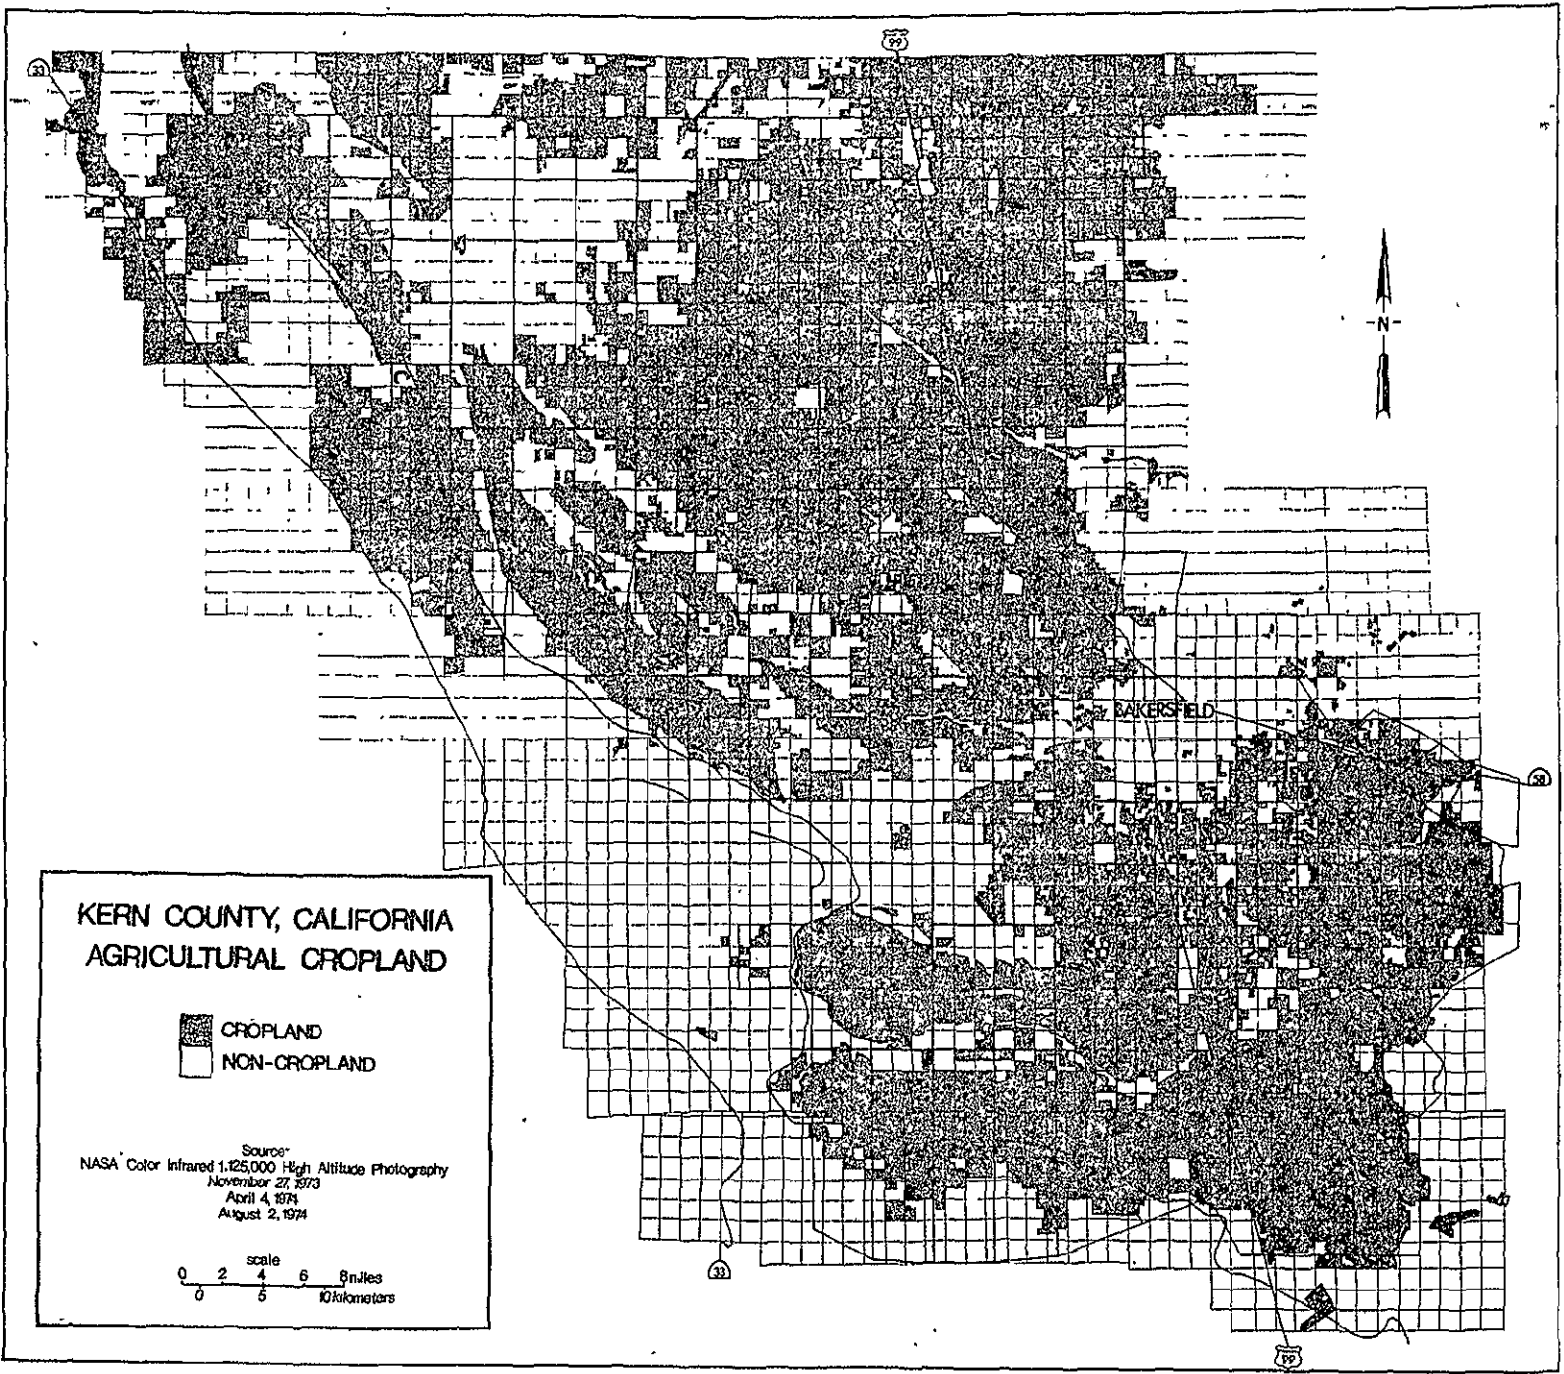 99
33
N
BAKERSFIELD
58
KERN COUNTY, CALIFORNIA
AGRICULTURAL CROPLAND
CROPLAND
NON-CROPLAND
Source:
NASA Color Infrared 1:125,000 High Altitude Photography
November 27, 1973
April 4, 1974
August 2, 1974
scale
0 2 4 6 8 miles
0 5 10 kilometers
33
99